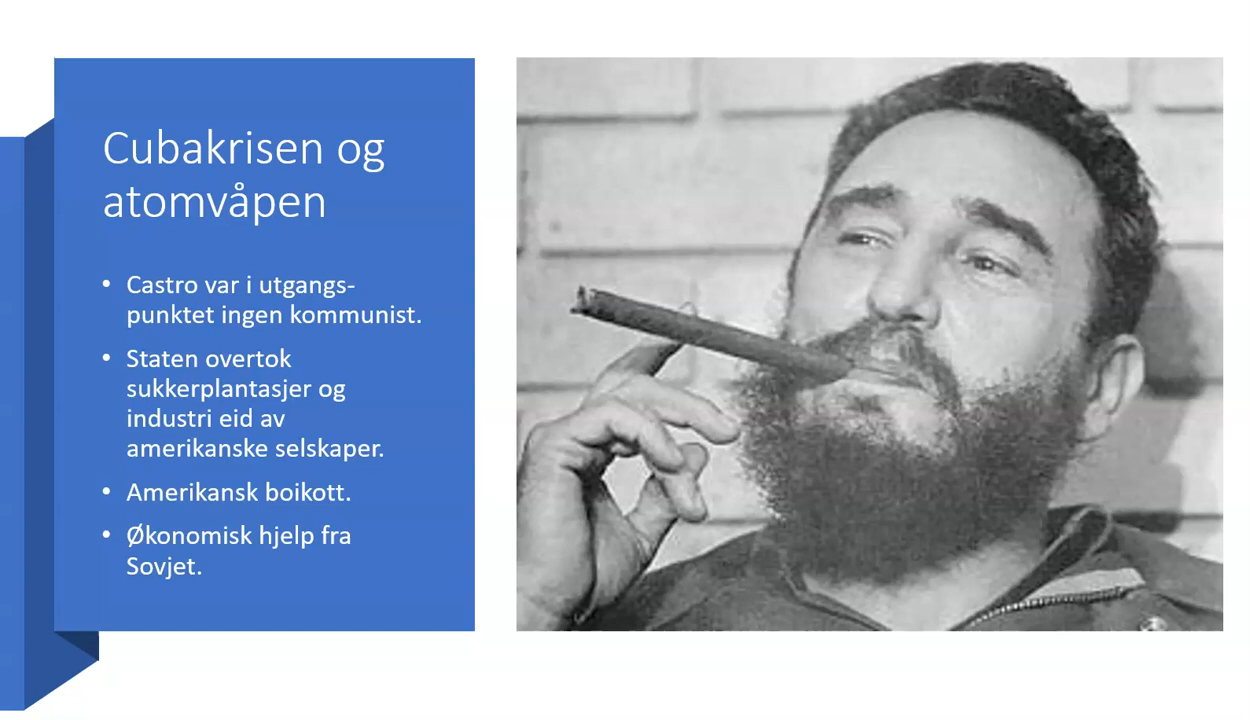 Cubakrisen og
atomvåpen
• Castro var i utgangs-
punktet ingen kommunist.
• Staten overtok
sukkerplantasjer og
industri eid av
amerikanske selskaper.
• Amerikansk boikott.
• Økonomisk hjelp fra
Sovjet.